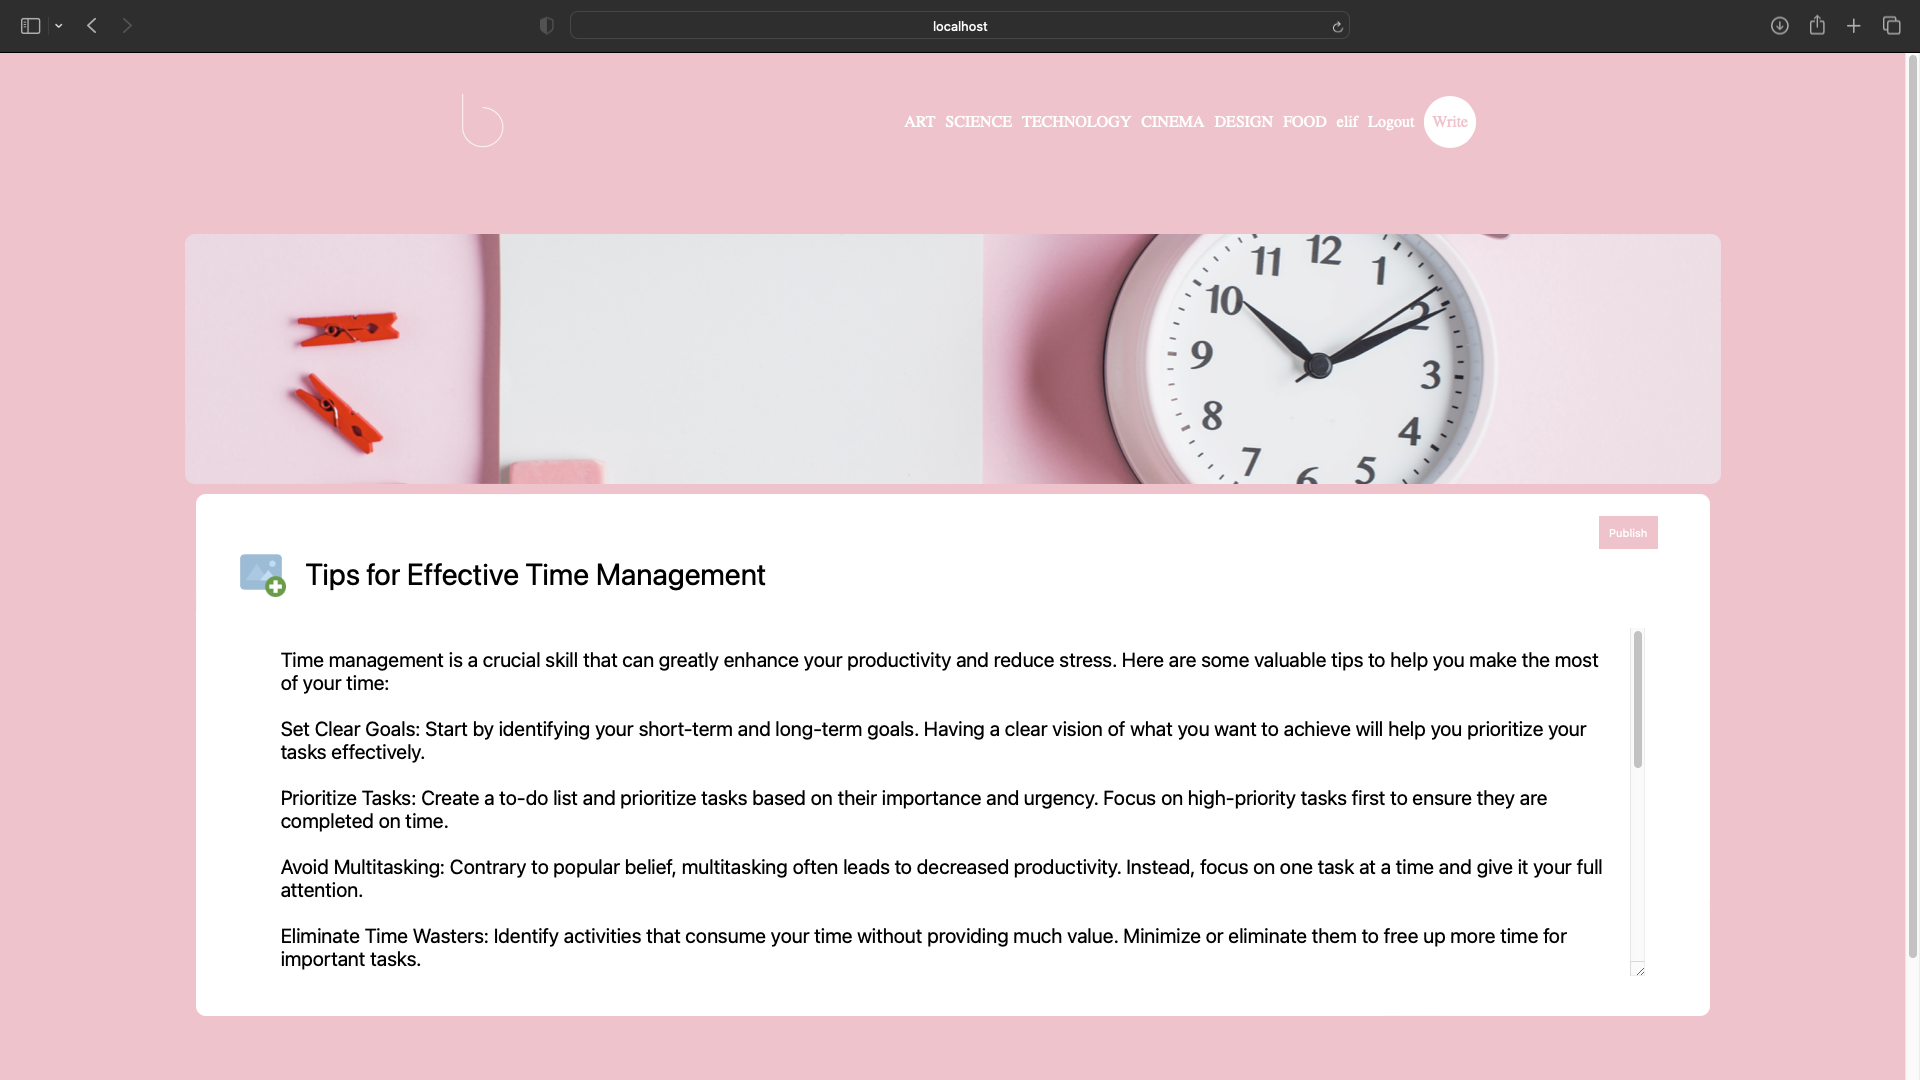 localhost
b
ART SCIENCE TECHNOLOGY CINEMA DESIGN FOOD elif Logout Write
11 12 1
10 2
9 3
8 4
7 6 5
Publish
Tips for Effective Time Management
Time management is a crucial skill that can greatly enhance your productivity and reduce stress. Here are some valuable tips to help you make the most
of your time:
Set Clear Goals: Start by identifying your short-term and long-term goals. Having a clear vision of what you want to achieve will help you prioritize your
tasks effectively.
Prioritize Tasks: Create a to-do list and prioritize tasks based on their importance and urgency. Focus on high-priority tasks first to ensure they are
completed on time.
Avoid Multitasking: Contrary to popular belief, multitasking often leads to decreased productivity. Instead, focus on one task at a time and give it your full
attention.
Eliminate Time Wasters: Identify activities that consume your time without providing much value. Minimize or eliminate them to free up more time for
important tasks.